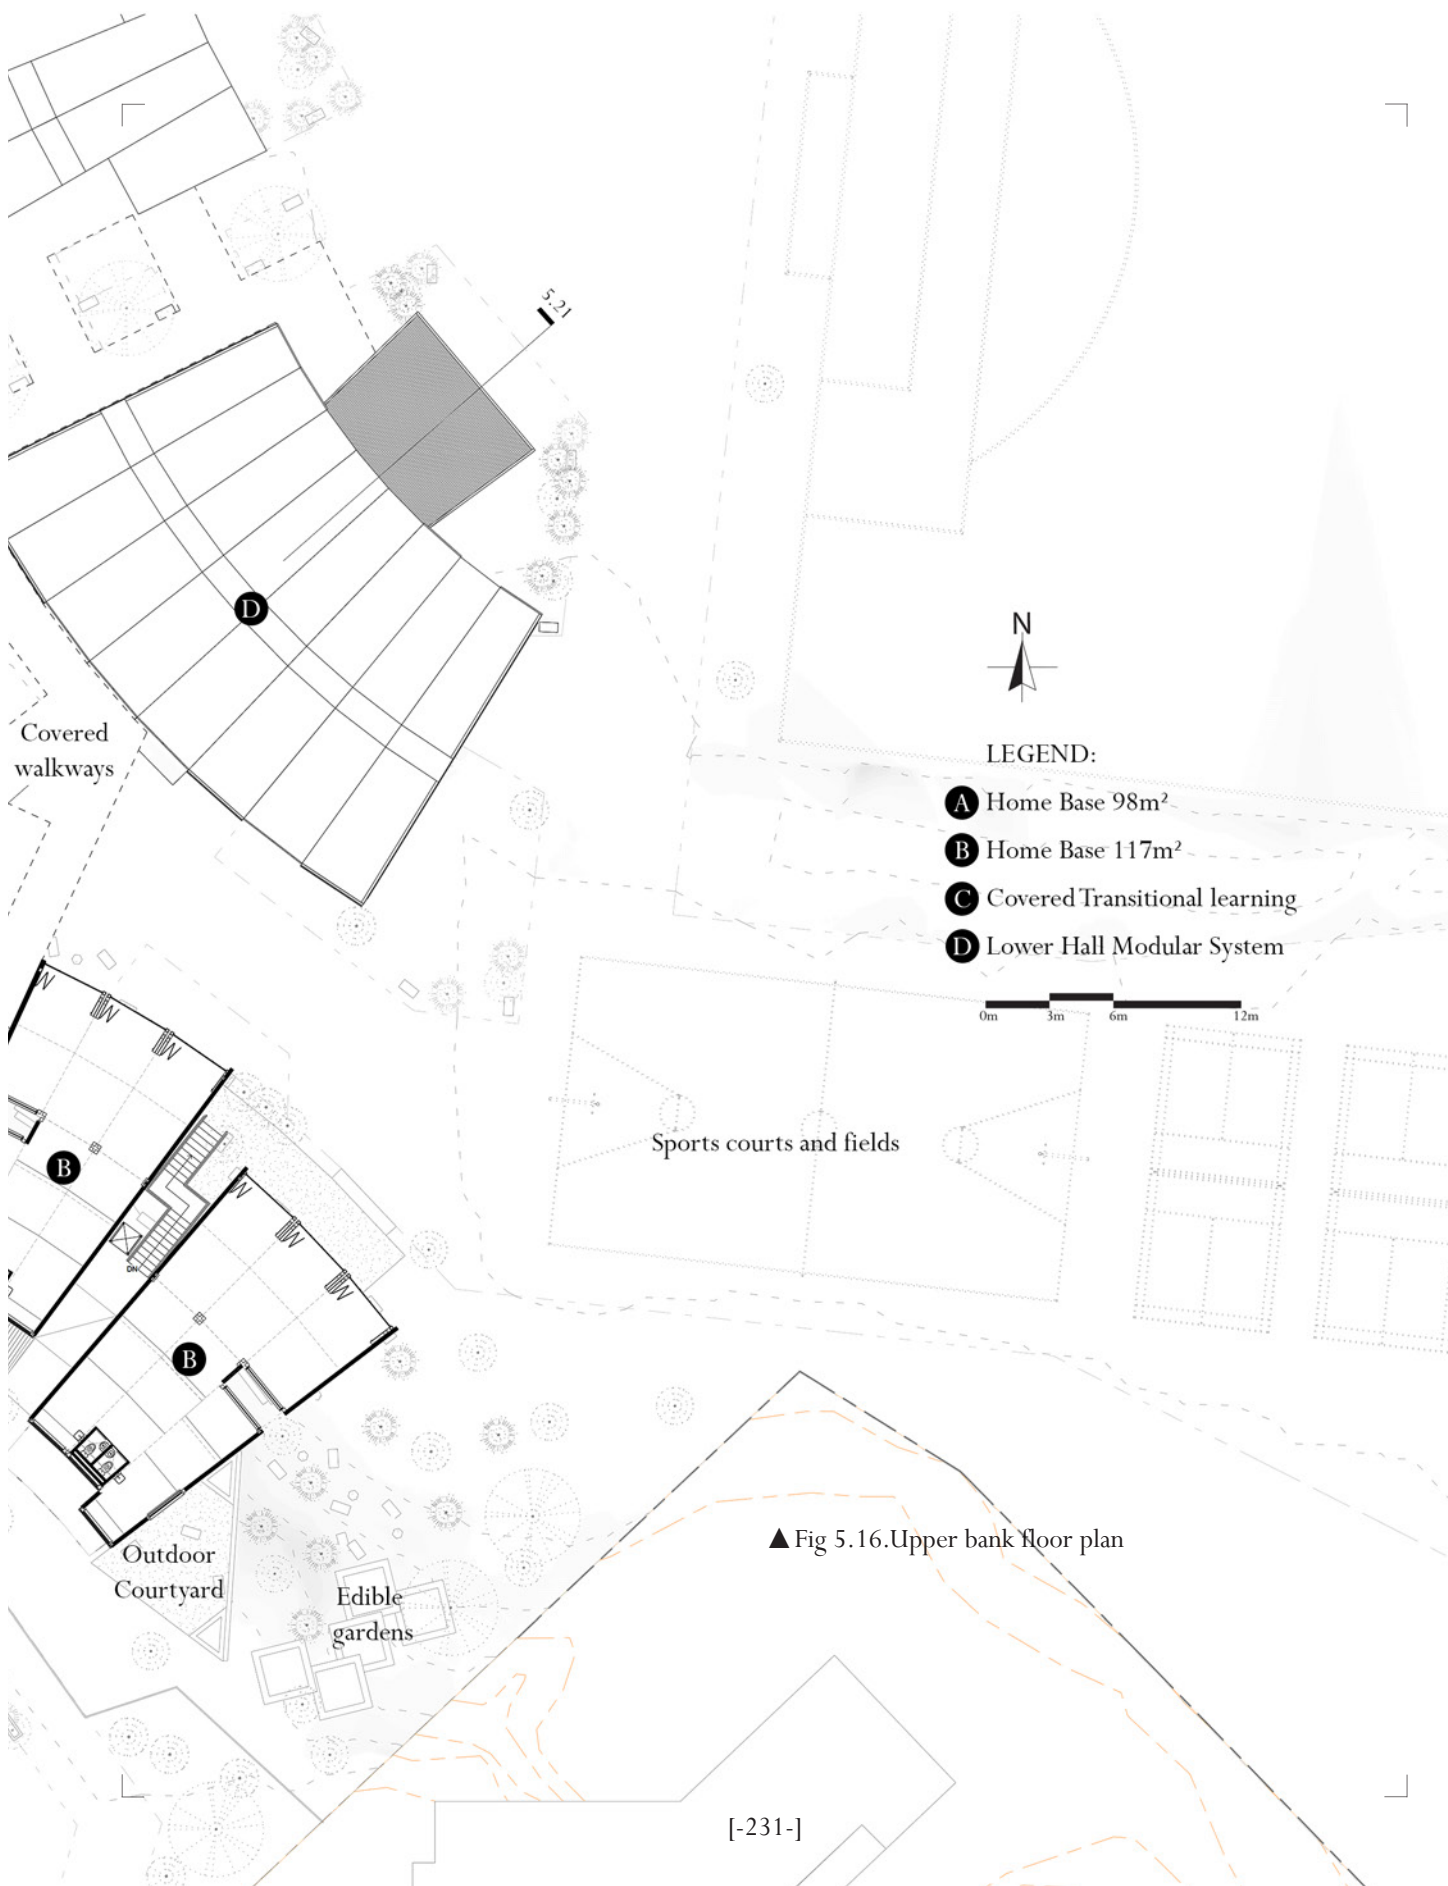 5.21
D
N
Covered
walkways
LEGEND:
A Home Base 98m²
B Home Base 117m²
C Covered Transitional learning
D Lower Hall Modular System
0m 3m 6m 12m
Sports courts and fields
B
DN
B
▲Fig 5.16.Upper bank floor plan
Outdoor
Courtyard
Edible
gardens
[-231-]